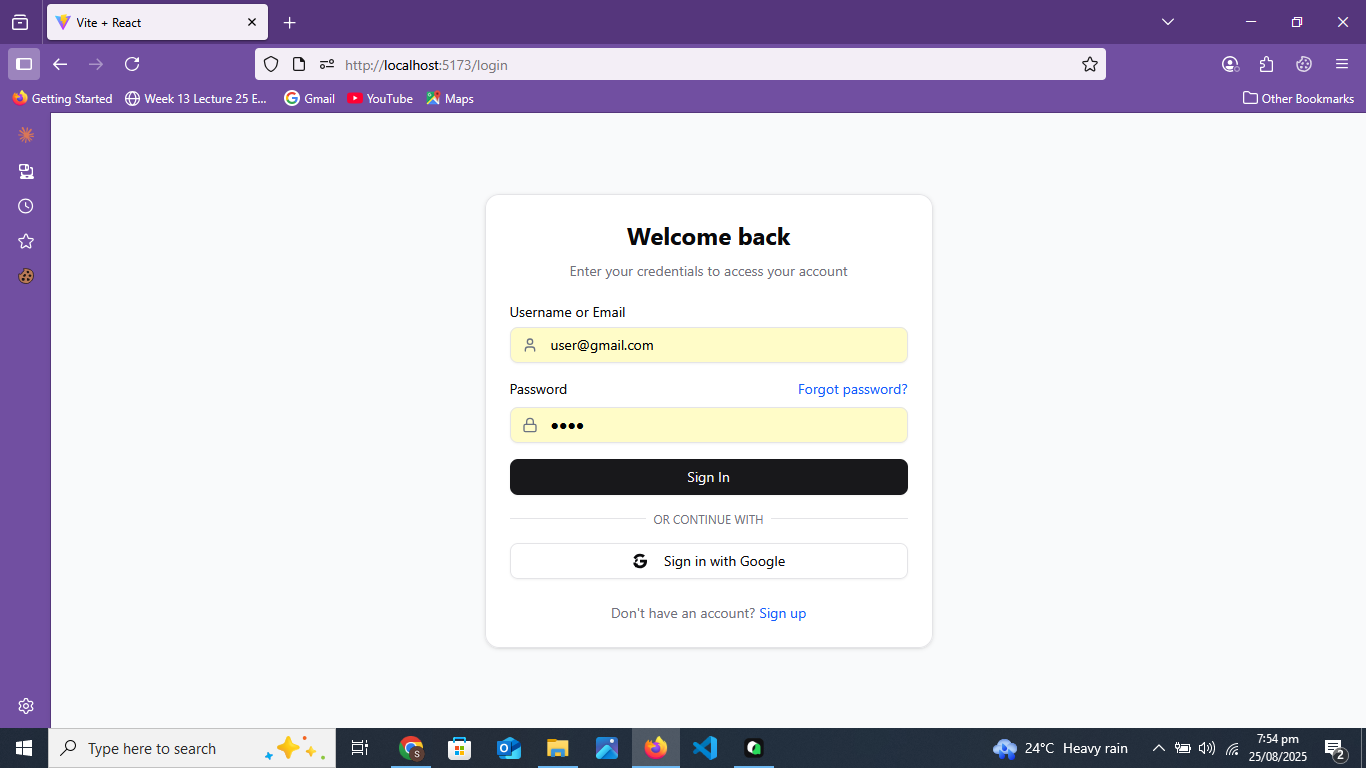 Vite + React
http://localhost:5173/login
Getting Started
Week 13 Lecture 25 E...
Gmail
YouTube
Maps
Other Bookmarks
Welcome back
Enter your credentials to access your account
Username or Email
user@gmail.com
Password
Forgot password?
Sign In
OR CONTINUE WITH
G Sign in with Google
Don't have an account? Sign up
Type here to search
S
24°C Heavy rain
7:54 pm
25/08/2025
2